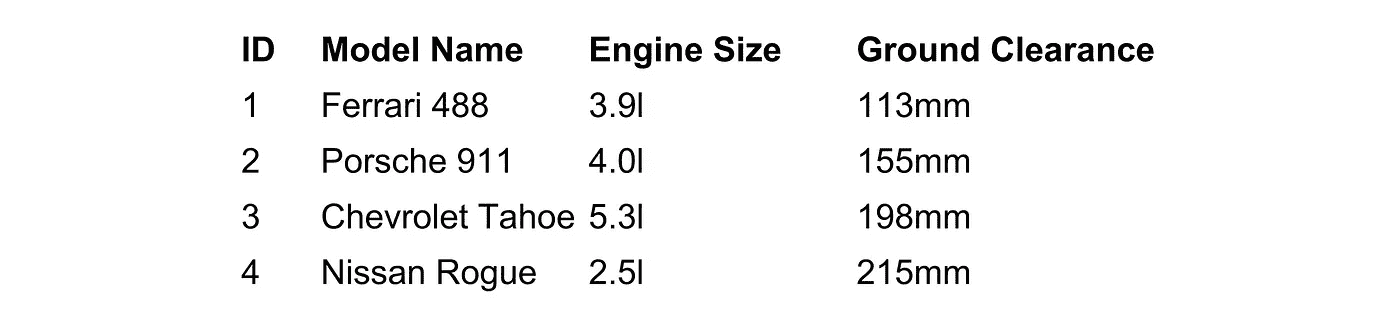 ID Model Name Engine Size Ground Clearance
1 Ferrari 488 3.9l 113mm
2 Porsche 911 4.0l 155mm
3 Chevrolet Tahoe 5.3l 198mm
4 Nissan Rogue 2.5l 215mm